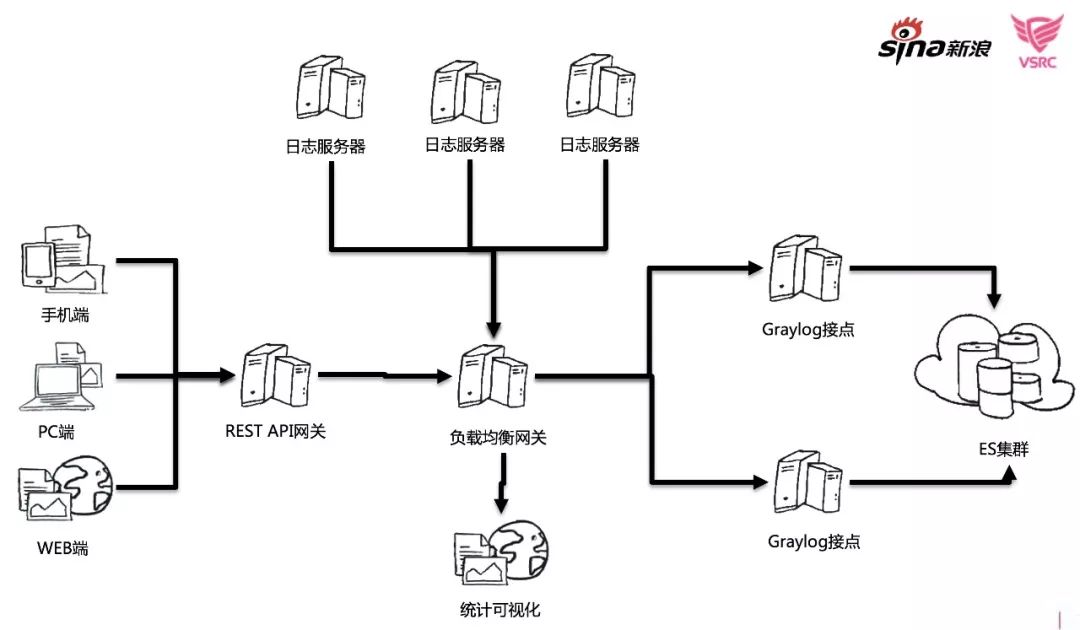 sina新浪
VSRC
日志服务器
日志服务器
日志服务器
手机端
Graylog接点
PC端
REST API网关
负载均衡网关
ES集群
WEB端
Graylog接点
统计可视化